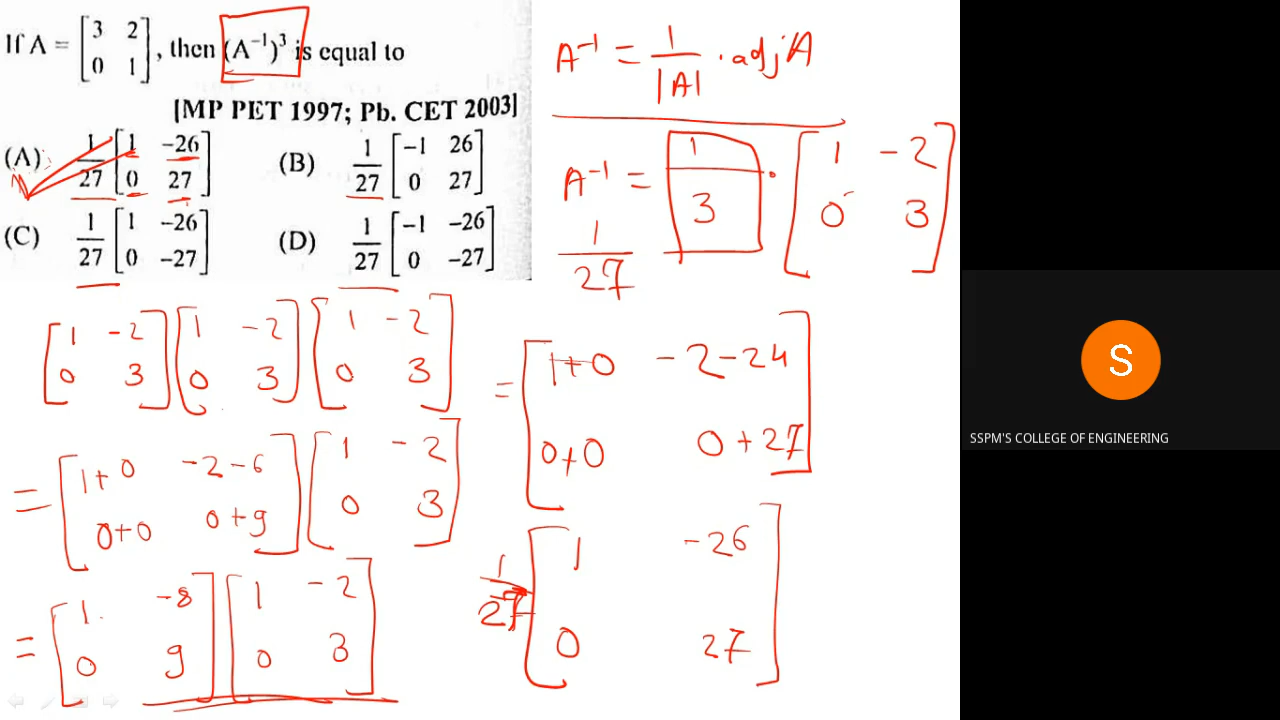 If A = [3 2; 0 1], then (A⁻¹)³ is equal to
[MP PET 1997; Pb. CET 2003]
(A) 1/27 [1 -26; 0 27] (B) 1/27 [-1 26; 0 27]
(C) 1/27 [1 -26; 0 -27] (D) 1/27 [-1 -26; 0 -27]
A⁻¹ = 1/|A| · adj A
A⁻¹ = 1/3 · [1 -2; 0 3]
1/27
[1 -2; 0 3] [1 -2; 0 3] [1 -2; 0 3]
= [1+0 -2-6; 0+0 0+9] [1 -2; 0 3]
= [1 -8; 0 9] [1 -2; 0 3]
= [1+0 -2-24; 0+0 0+27]
1/27 [1 -26; 0 27]
S
SSPM'S COLLEGE OF ENGINEERING